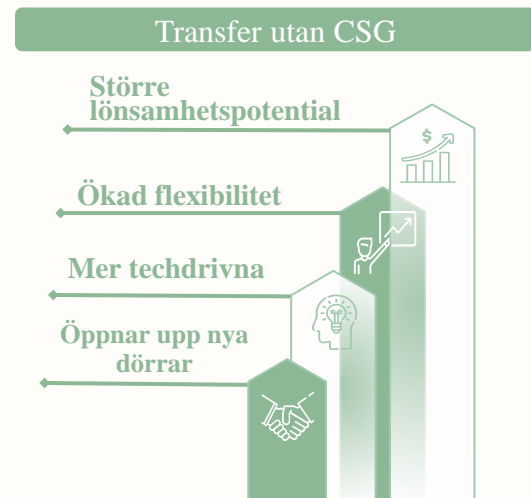 Transfer utan CSG
Större
lönsamhetspotential
$
Ökad flexibilitet
Mer techdrivna
Öppnar upp nya
dörrar